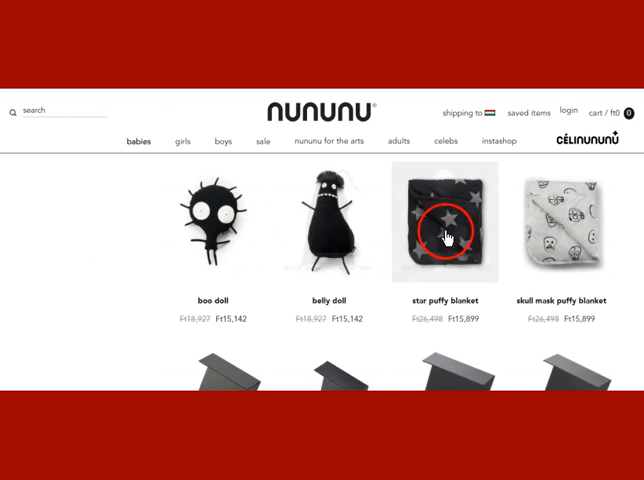 search
nununu®
shipping to
saved items
login
cart / ft0 0
babies
girls
boys
sale
nununu for the arts
adults
celebs
instashop
CÉLINUNUNU
boo doll
belly doll
star puffy blanket
skull mask puffy blanket
Ft18,927 Ft15,142
Ft18,927 Ft15,142
Ft26,498 Ft15,899
Ft26,498 Ft15,899